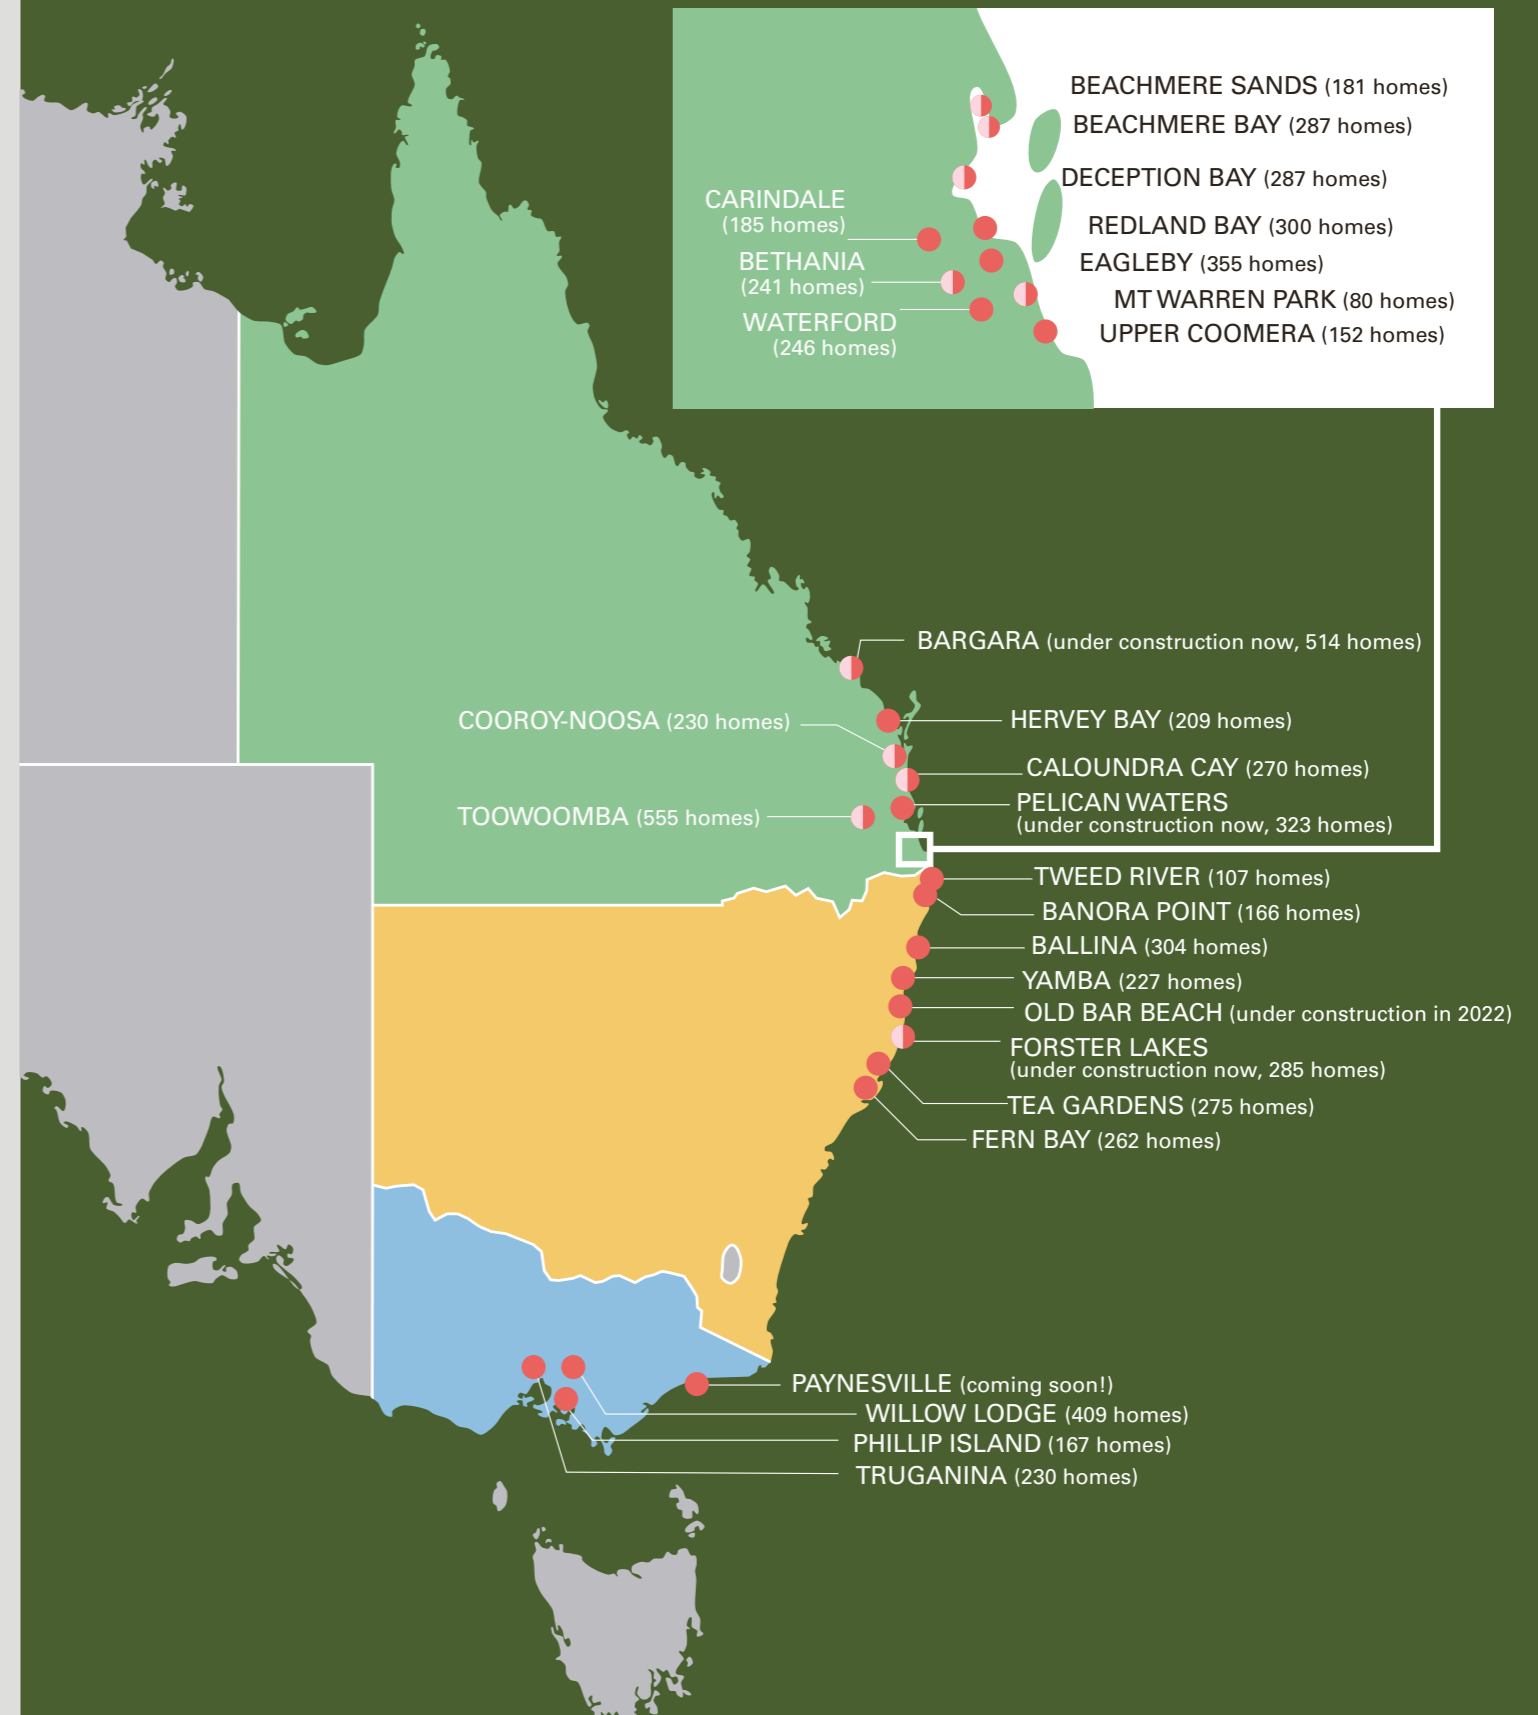 BEACHMERE SANDS (181 homes)
BEACHMERE BAY (287 homes)
DECEPTION BAY (287 homes)
CARINDALE
(185 homes)
REDLAND BAY (300 homes)
BETHANIA
(241 homes)
EAGLEBY (355 homes)
MT WARREN PARK (80 homes)
WATERFORD
(246 homes)
UPPER COOMERA (152 homes)
BARGARA (under construction now, 514 homes)
COOROY-NOOSA (230 homes)
HERVEY BAY (209 homes)
CALOUNDRA CAY (270 homes)
PELICAN WATERS
(under construction now, 323 homes)
TOOWOOMBA (555 homes)
TWEED RIVER (107 homes)
BANORA POINT (166 homes)
BALLINA (304 homes)
YAMBA (227 homes)
OLD BAR BEACH (under construction in 2022)
FORSTER LAKES
(under construction now, 285 homes)
TEA GARDENS (275 homes)
FERN BAY (262 homes)
PAYNESVILLE (coming soon!)
WILLOW LODGE (409 homes)
PHILLIP ISLAND (167 homes)
TRUGANINA (230 homes)